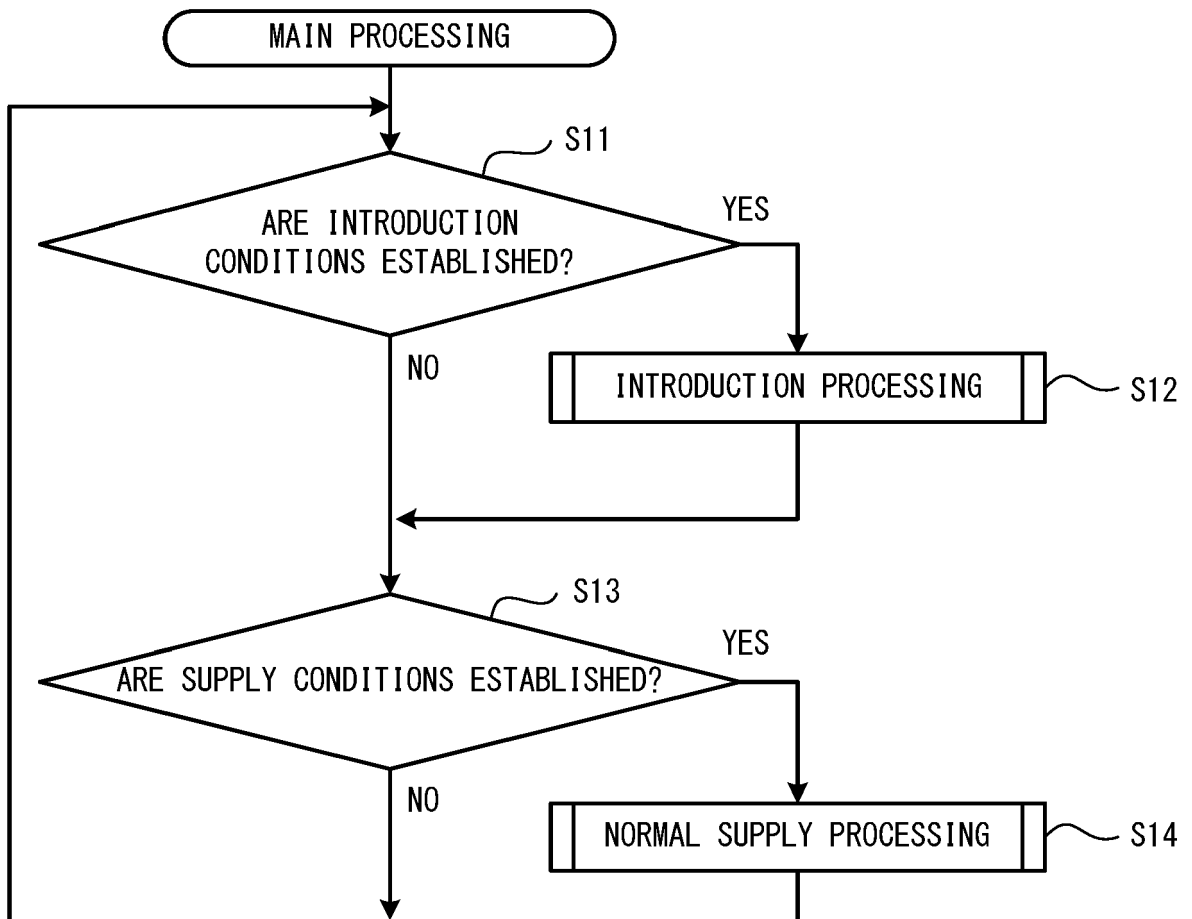 MAIN PROCESSING
S11
ARE INTRODUCTION
CONDITIONS ESTABLISHED?
YES
NO
INTRODUCTION PROCESSING
S12
S13
ARE SUPPLY CONDITIONS ESTABLISHED?
YES
NO
NORMAL SUPPLY PROCESSING
S14